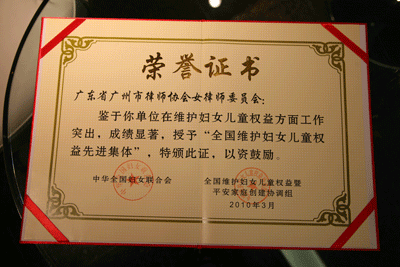 荣誉证书
广东省广州市律师协会女律师委员会：
鉴于你单位在维护妇女儿童权益方面工作
突出，成绩显著，授予“全国维护妇女儿童权
益先进集体”，特颁此证，以资鼓励。
中华全国妇女联合会
全国维护妇女儿童权益暨
平安家庭创建协调组
2010年3月